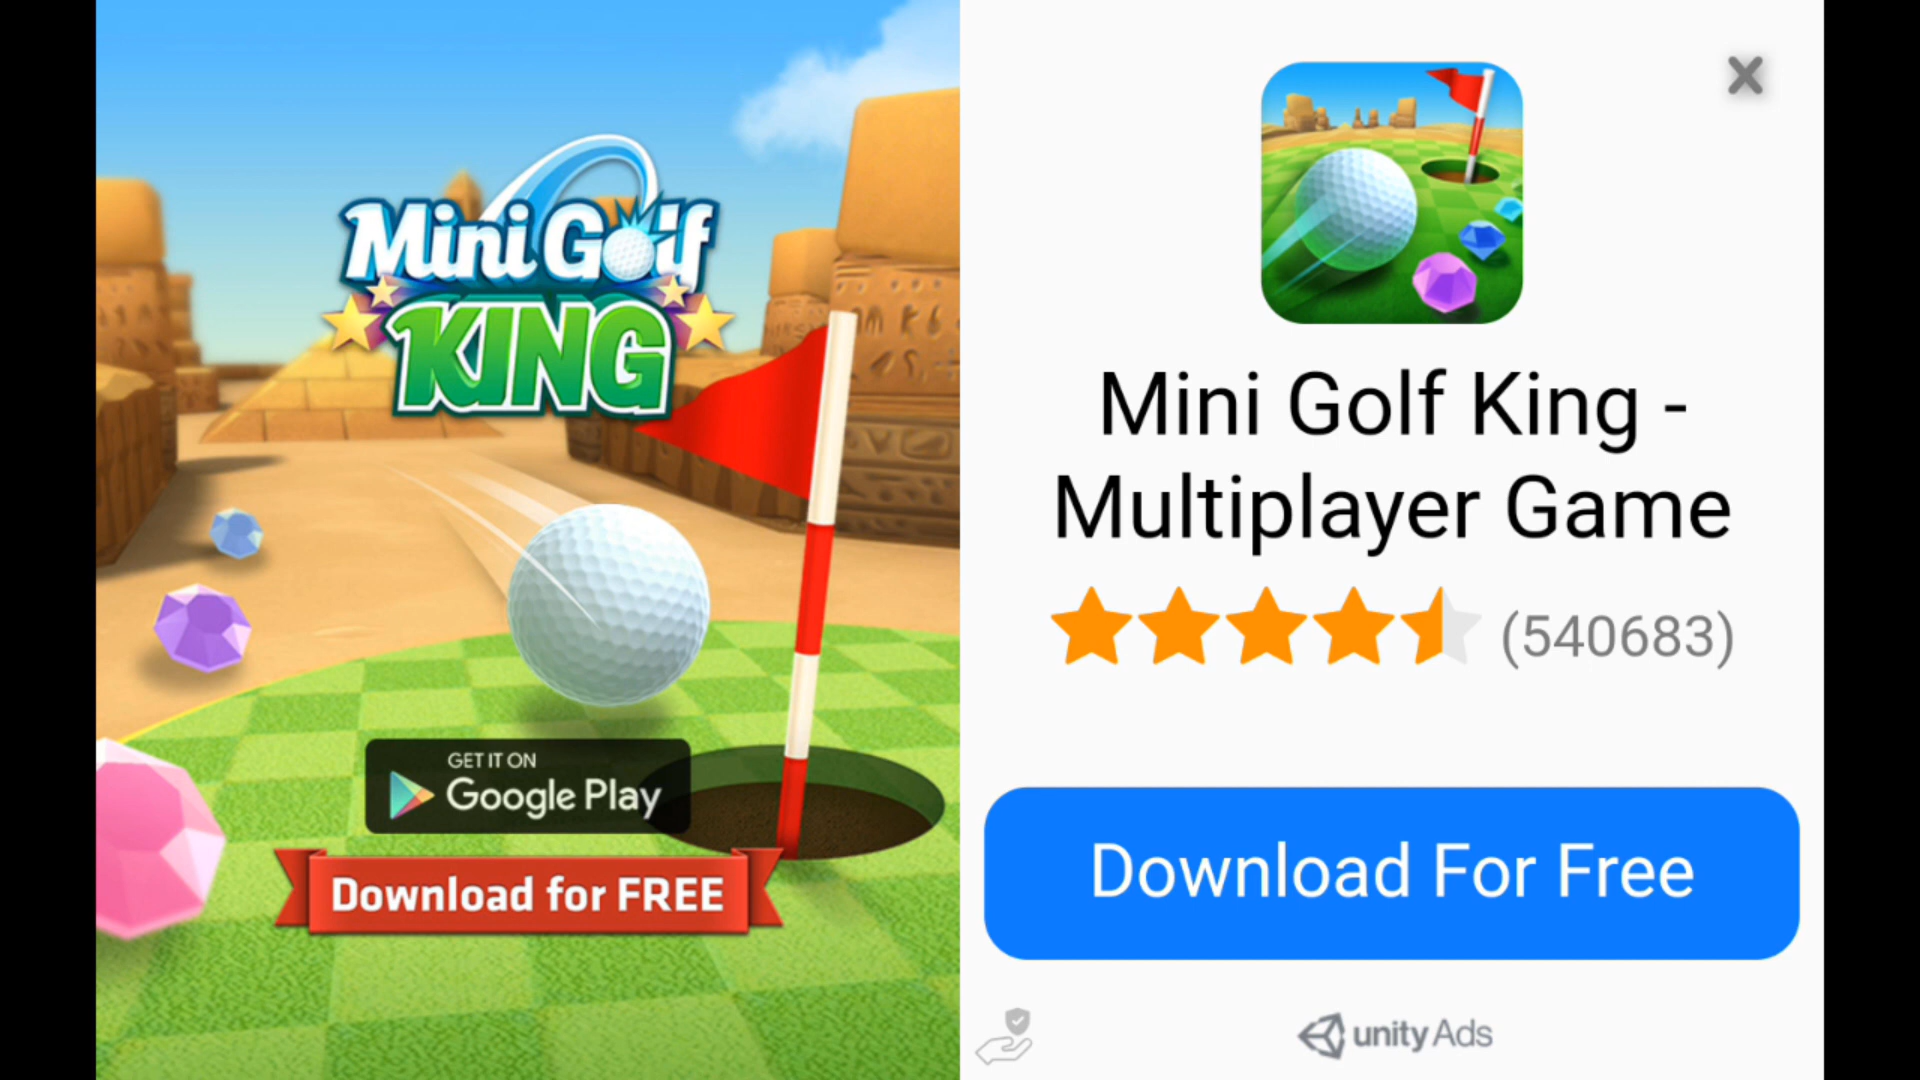 Mini Golf
KING
GET IT ON
Google Play
Download for FREE
Mini Golf King -
Multiplayer Game
(540683)
Download For Free
unity Ads